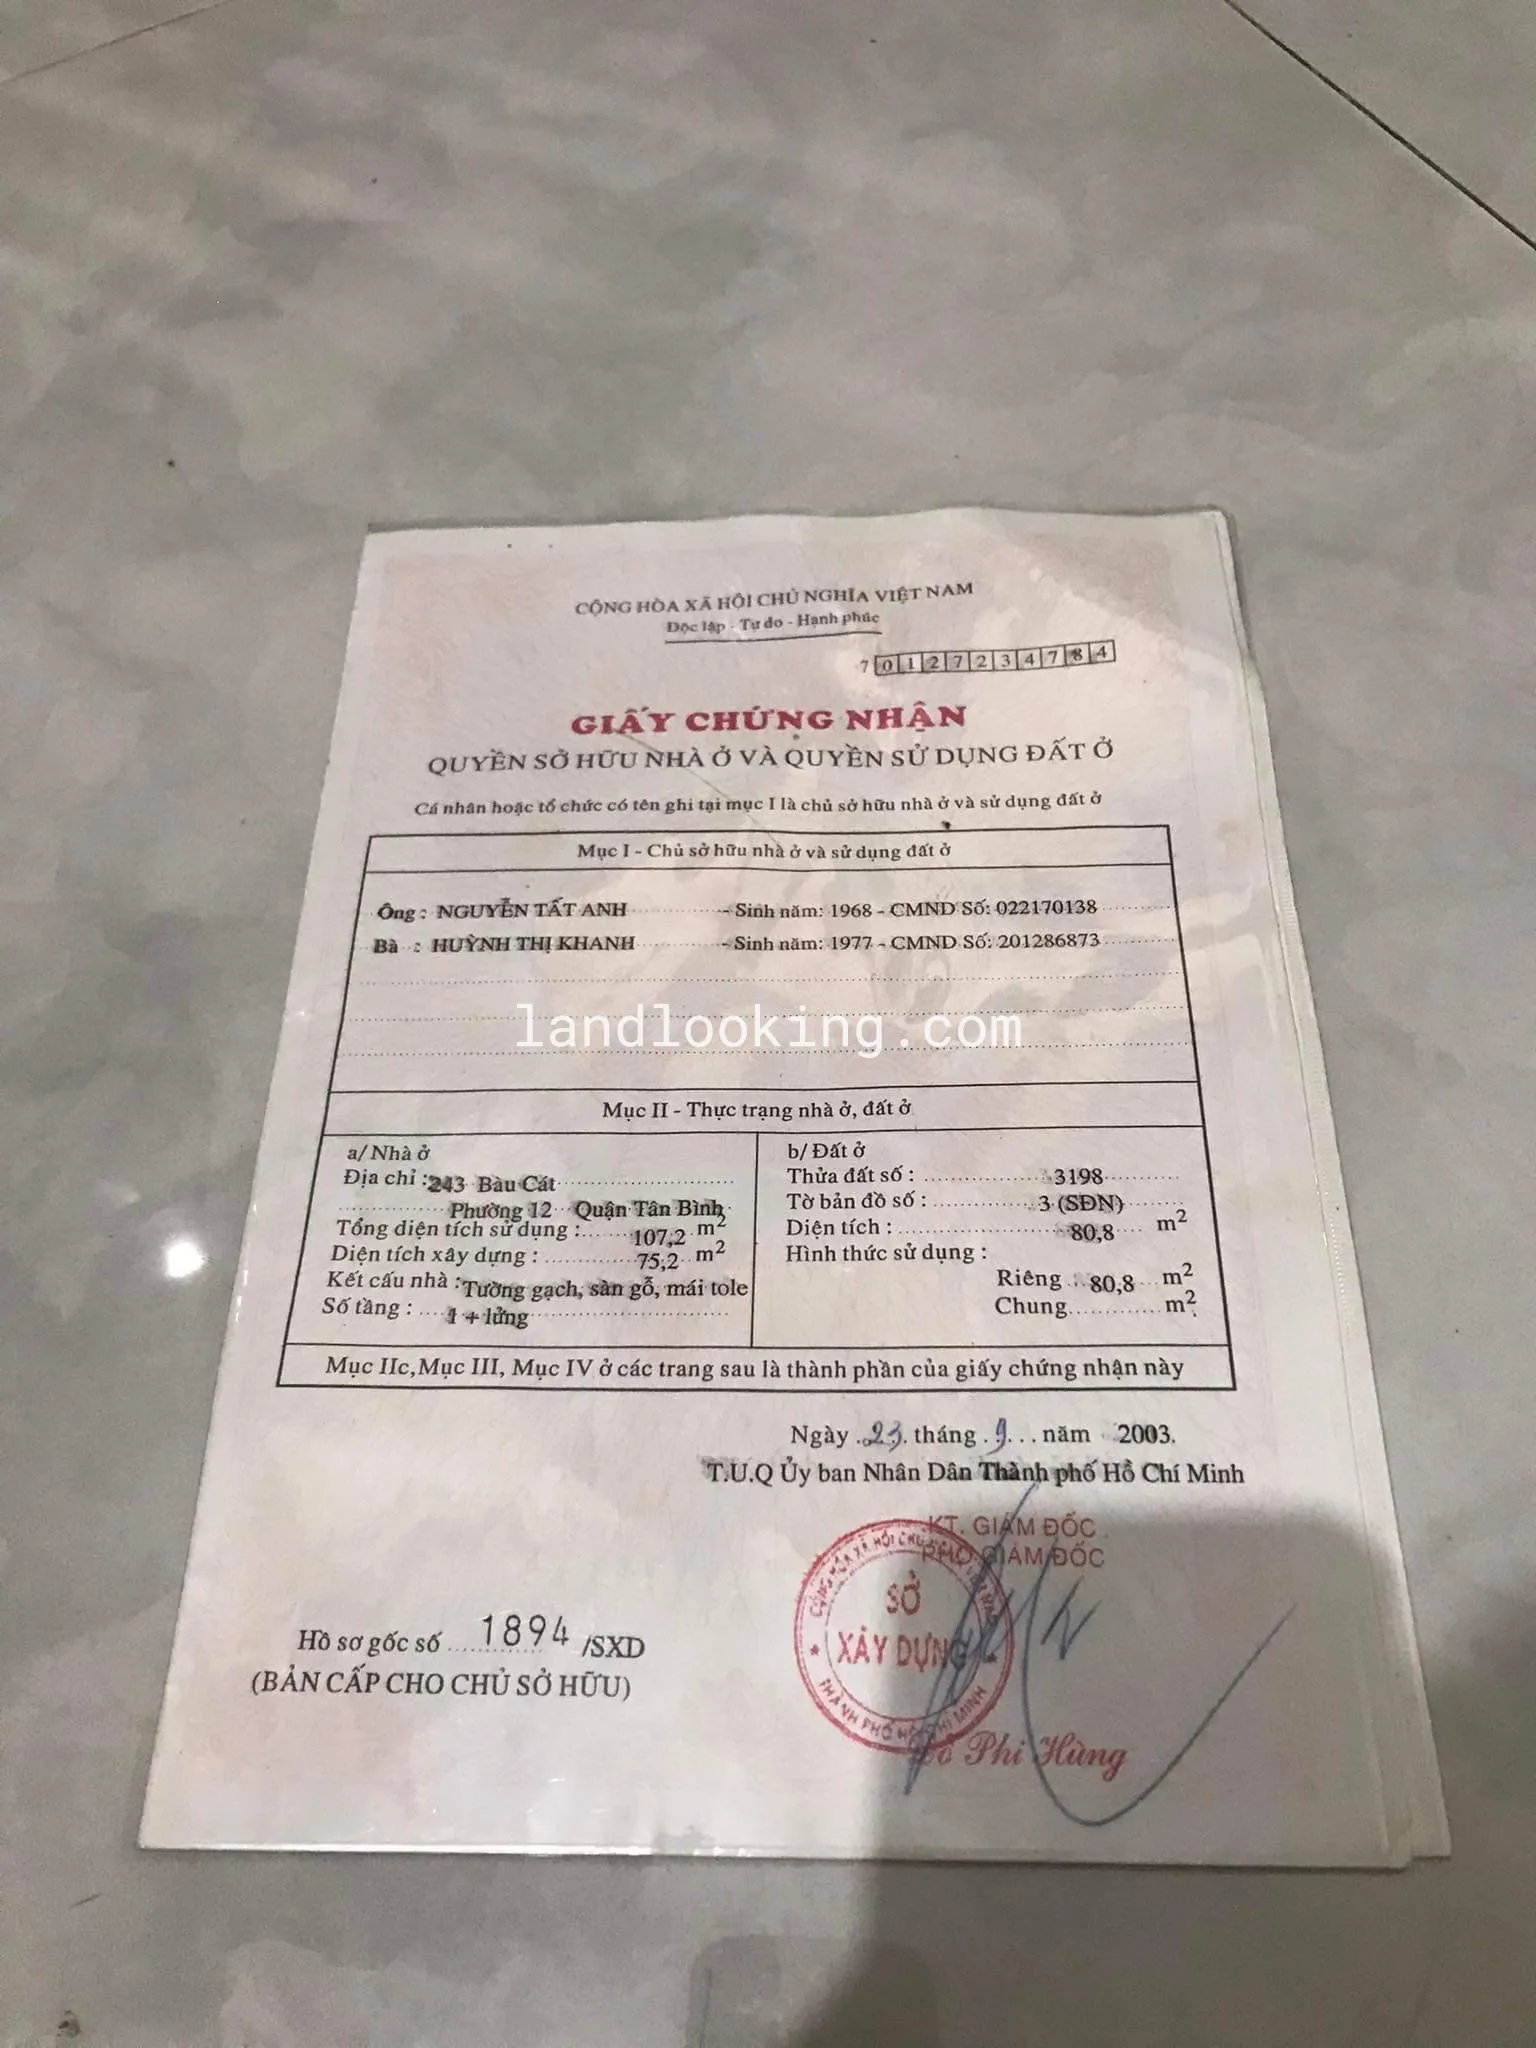 CỘNG HÒA XÃ HỘI CHỦ NGHĨA VIỆT NAM
Độc lập - Tự do - Hạnh phúc
7 0 1 2 7 2 3 4 7 8 4
GIẤY CHỨNG NHẬN
QUYỀN SỞ HỮU NHÀ Ở VÀ QUYỀN SỬ DỤNG ĐẤT Ở
Cá nhân hoặc tổ chức có tên ghi tại mục I là chủ sở hữu nhà ở và sử dụng đất ở
Mục I - Chủ sở hữu nhà ở và sử dụng đất ở
Ông : NGUYỄN TẤT ANH - Sinh năm: 1968 - CMND Số: 022170138
Bà : HUỲNH THỊ KHANH - Sinh năm: 1977 - CMND Số: 201286873
landlooking.com
Mục II - Thực trạng nhà ở, đất ở
a/ Nhà ở
Địa chỉ : 243 Bàu Cát
Phường 12 Quận Tân Bình
Tổng diện tích sử dụng : 107,2 m²
Diện tích xây dựng : 75,2 m²
Kết cấu nhà : Tường gạch, sàn gỗ, mái tole
Số tầng : 1 + lửng
b/ Đất ở
Thửa đất số : 3198
Tờ bản đồ số : 3 (SĐN)
Diện tích : 80,8 m²
Hình thức sử dụng :
Riêng 80,8 m²
Chung m²
Mục IIc, Mục III, Mục IV ở các trang sau là thành phần của giấy chứng nhận này
Ngày 23 tháng 9 năm 2003.
T.U.Q Ủy ban Nhân Dân Thành phố Hồ Chí Minh
KT. GIÁM ĐỐC
PHÓ GIÁM ĐỐC
SỞ
XÂY DỰNG
THÀNH PHỐ HỒ CHÍ MINH
Phi Hùng
Hồ sơ gốc số 1894 /SXD
(BẢN CẤP CHO CHỦ SỞ HỮU)